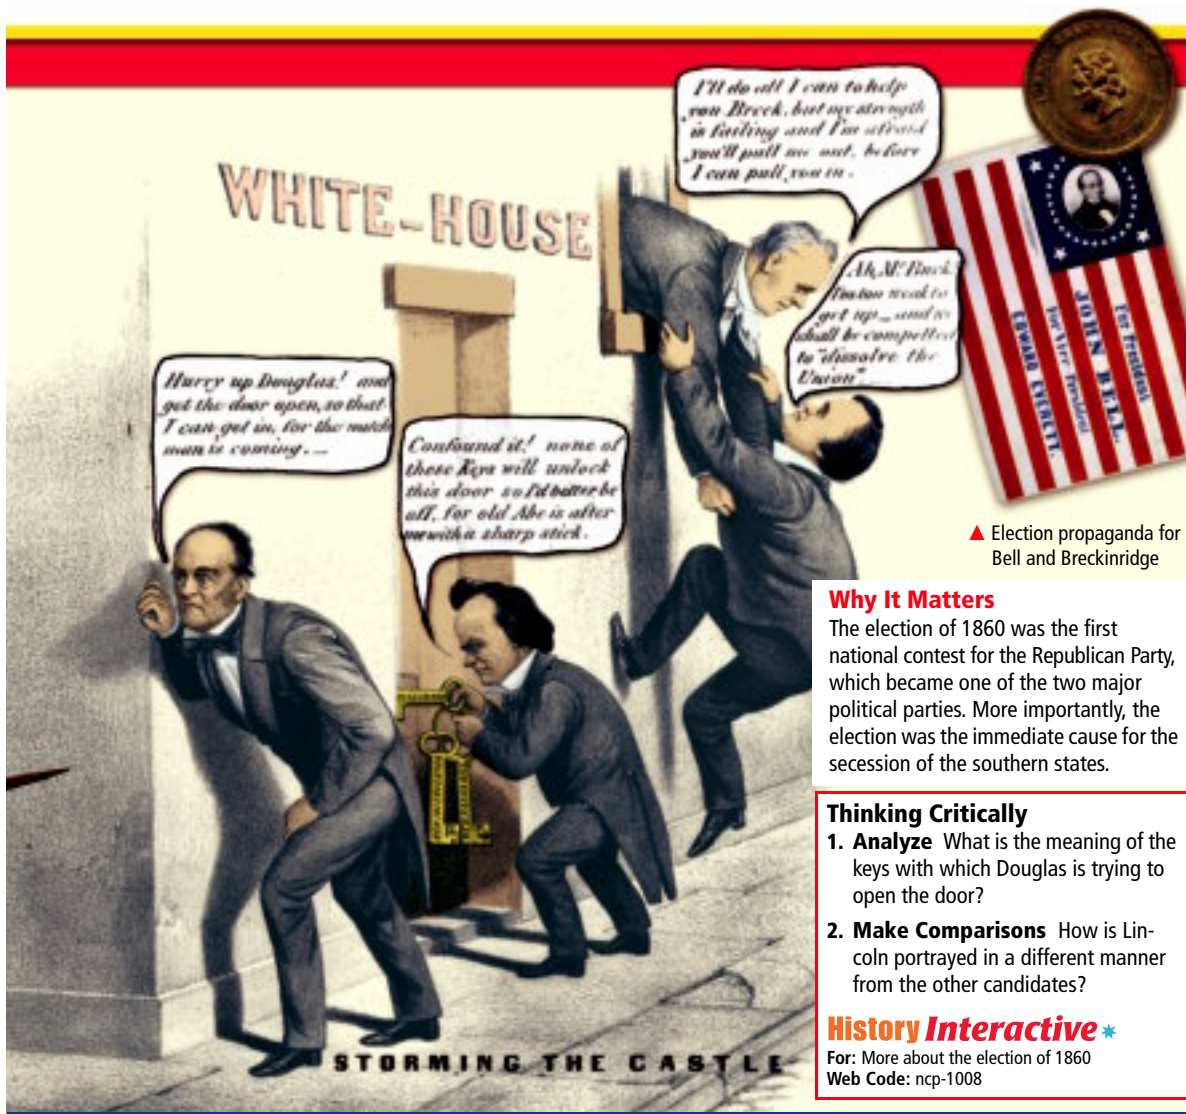 I'll do all I can to help
you Breck, but my strength
is failing and I'm afraid
you'll pull me out, before
I can pull you in.
WHITE-HOUSE
Ah, Mr. Buck!
I'm too weak to
get up_ and
shall be compelled
to "dissolve the
Union".
For President
JOHN BELL.
For Vice President
EDWARD EVERETT.
Hurry up Douglas! and
get the door open, so that
I can get in, for the watch
man is coming._
Confound it! none of
these Keys will unlock
this door so I'd better be
off, for old Abe is after
me with a sharp stick.
▲ Election propaganda for
Bell and Breckinridge
Why It Matters
The election of 1860 was the first
national contest for the Republican Party,
which became one of the two major
political parties. More importantly, the
election was the immediate cause for the
secession of the southern states.
Thinking Critically
1. Analyze What is the meaning of the
keys with which Douglas is trying to
open the door?
2. Make Comparisons How is Lin-
coln portrayed in a different manner
from the other candidates?
History Interactive
For: More about the election of 1860
Web Code: ncp-1008
STORMING THE CASTLE